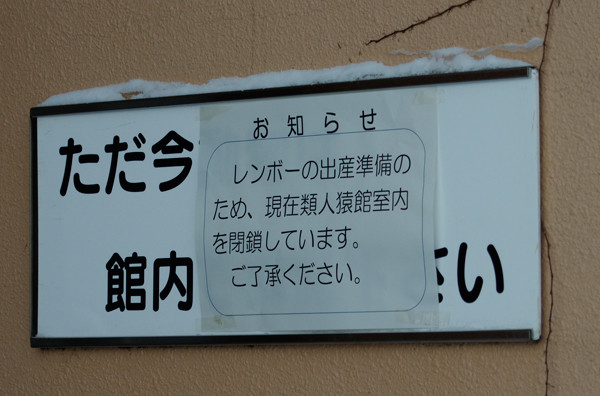 お知らせ
ただ今
レンボーの出産準備の
ため、現在類人猿館室内
を閉鎖しています。
ご了承ください。
館内
さい